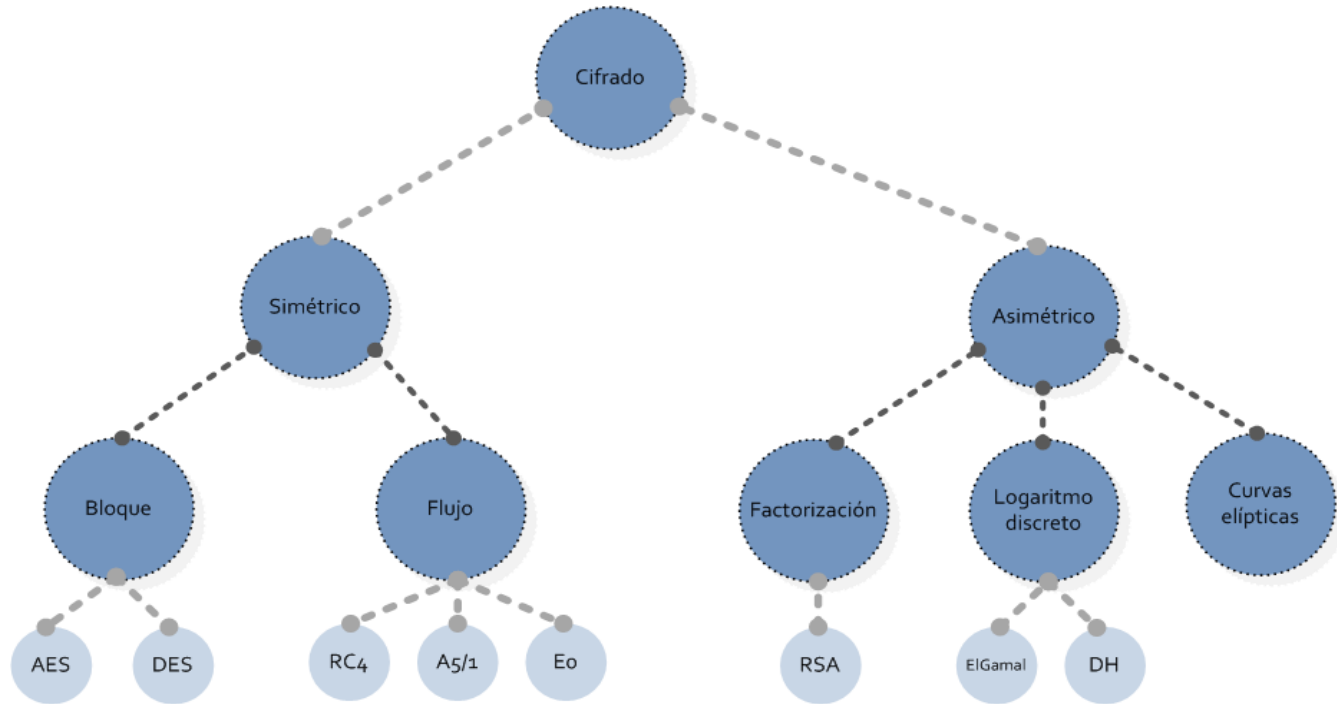 Cifrado
Simétrico
Asimétrico
Bloque
Flujo
Factorización
Logaritmo
discreto
Curvas
elípticas
AES
DES
RC4
A5/1
E0
RSA
ElGamal
DH